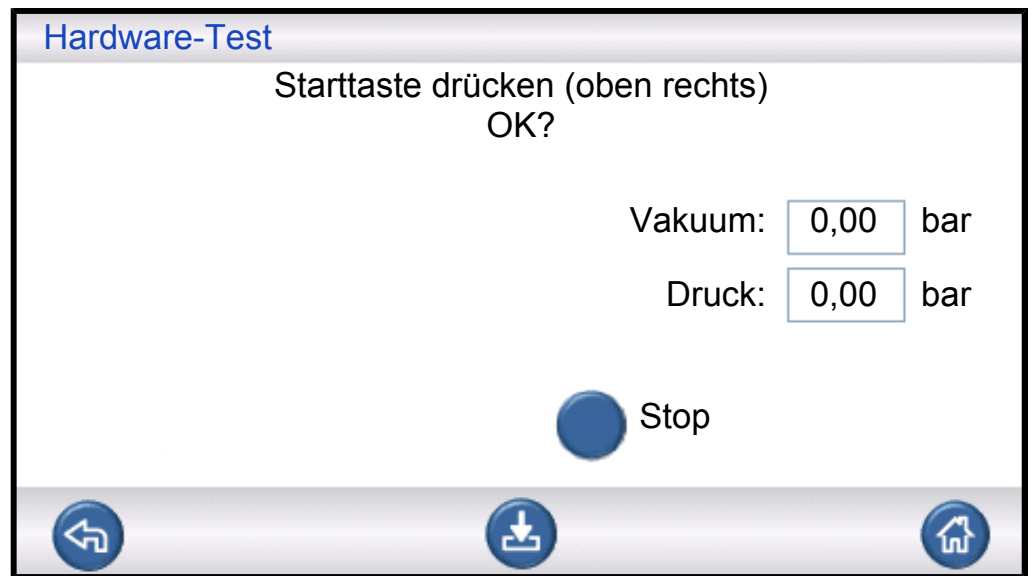 Hardware-Test
Starttaste drücken (oben rechts)
OK?
Vakuum: 0,00 bar
Druck: 0,00 bar
Stop